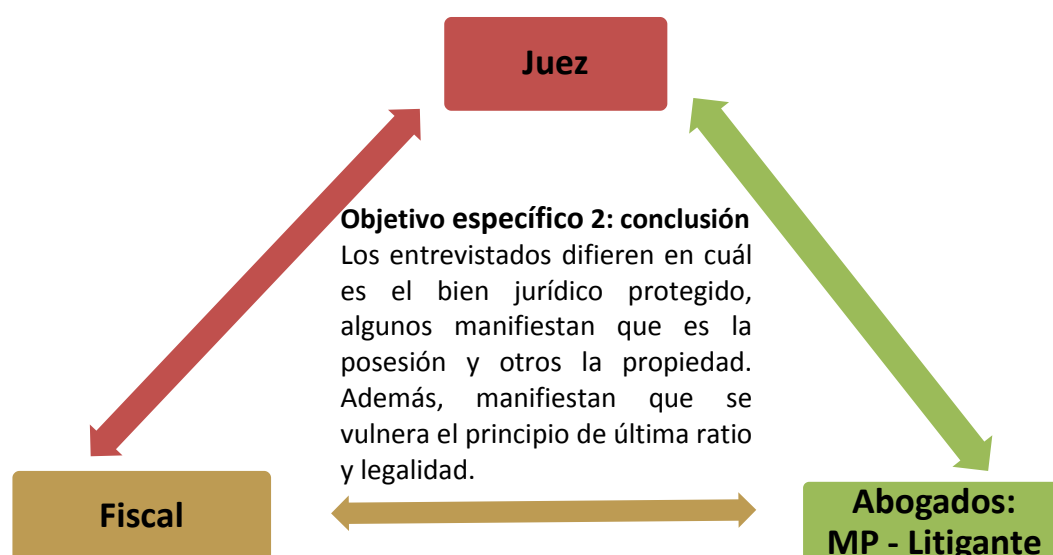 Juez
Objetivo específico 2: conclusión
Los entrevistados difieren en cuál
es el bien jurídico protegido,
algunos manifiestan que es la
posesión y otros la propiedad.
Además, manifiestan que se
vulnera el principio de última ratio
y legalidad.
Fiscal
Abogados:
MP - Litigante